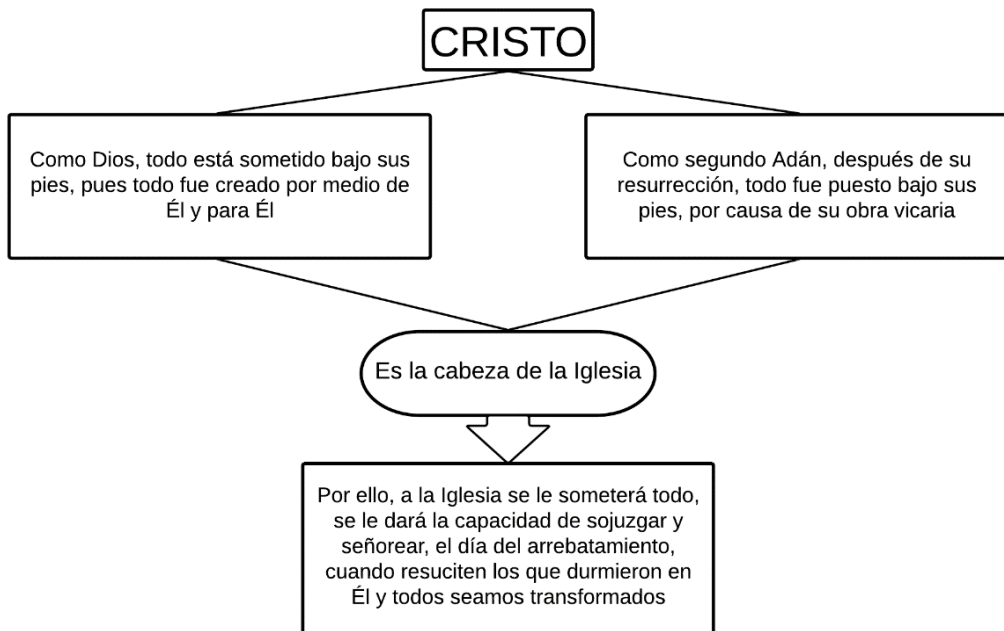 CRISTO
Como Dios, todo está sometido bajo sus
pies, pues todo fue creado por medio de
Él y para Él
Como segundo Adán, después de su
resurrección, todo fue puesto bajo sus
pies, por causa de su obra vicaria
Es la cabeza de la Iglesia
Por ello, a la Iglesia se le someterá todo,
se le dará la capacidad de sojuzgar y
señorear, el día del arrebatamiento,
cuando resuciten los que durmieron en
Él y todos seamos transformados